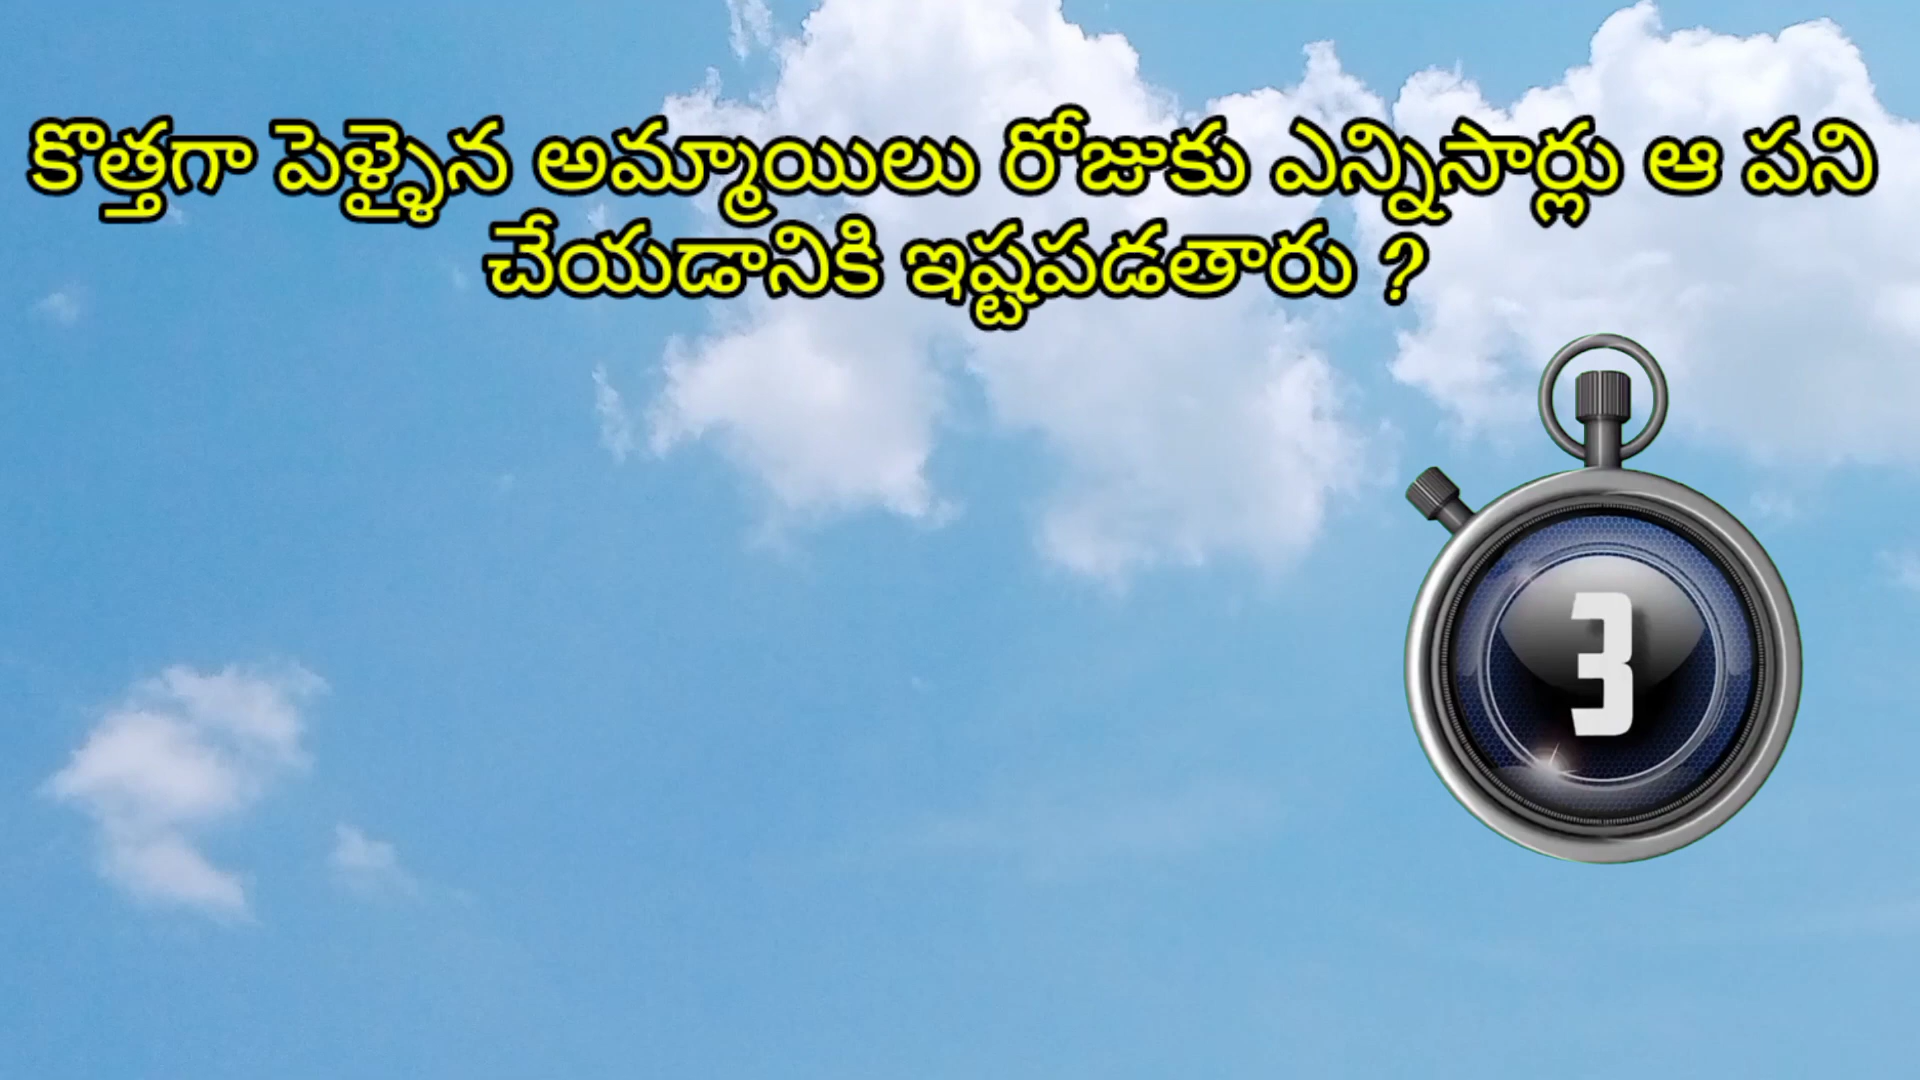 కొత్తగా పెళ్ళైన అమ్మాయిలు రోజుకు ఎన్నిసార్లు ఆ పని
చేయడానికి ఇష్టపడతారు ?
3